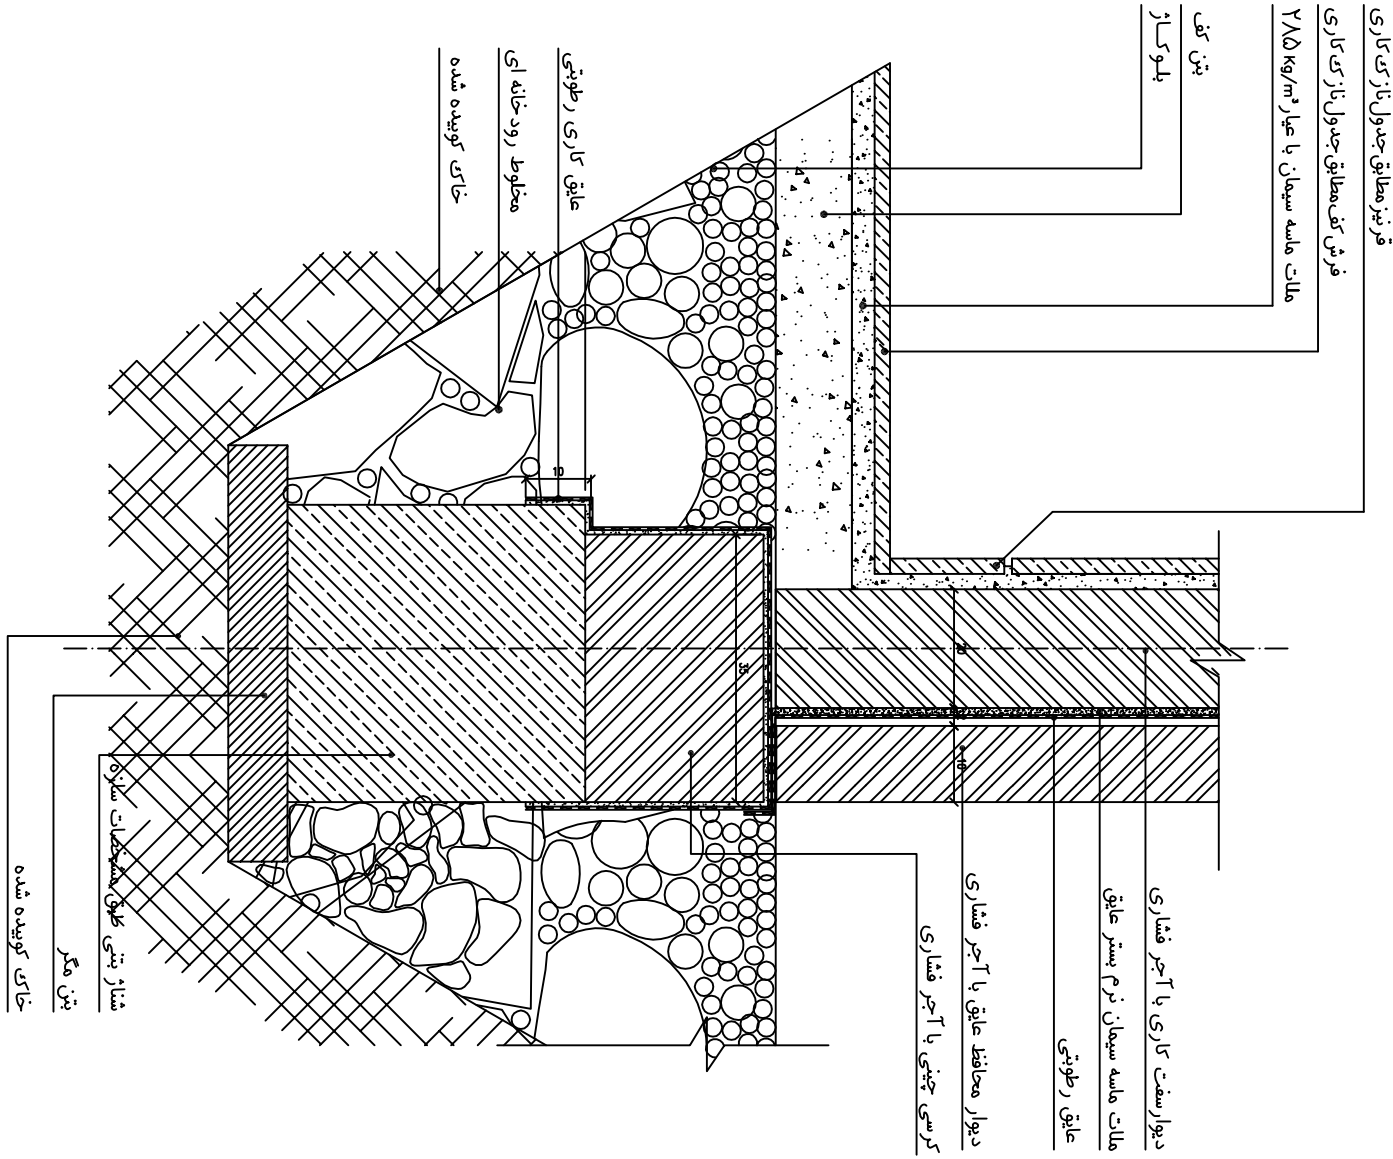 قرنیز مطابق جدول نازک کاری
فرش کف مطابق جدول نازک کاری
ملات ماسه سیمان با عیار ۲۸۵ kg/m³
بتن کف
بلوکاژ
عایق کاری رطوبتی
مخلوط رودخانه ای
خاک کوبیده شده
10
35
20
10
دیوار سفت کاری با آجر فشاری
ملات ماسه سیمان نرم بستر عایق
عایق رطوبتی
دیوار محافظ عایق با آجر فشاری
کرسی چینی با آجر فشاری
شناژ بتنی طبق مشخصات سازه
بتن مگر
خاک کوبیده شده